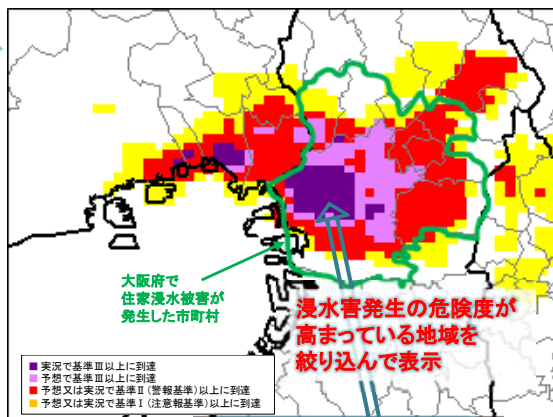 大阪府で
住家浸水被害が
発生した市町村
浸水害発生の危険度が
高まっている地域を
絞り込んで表示
実況で基準Ⅲ以上に到達
予想で基準Ⅲ以上に到達
予想又は実況で基準Ⅱ(警報基準)以上に到達
予想又は実況で基準Ⅰ(注意報基準)以上に到達